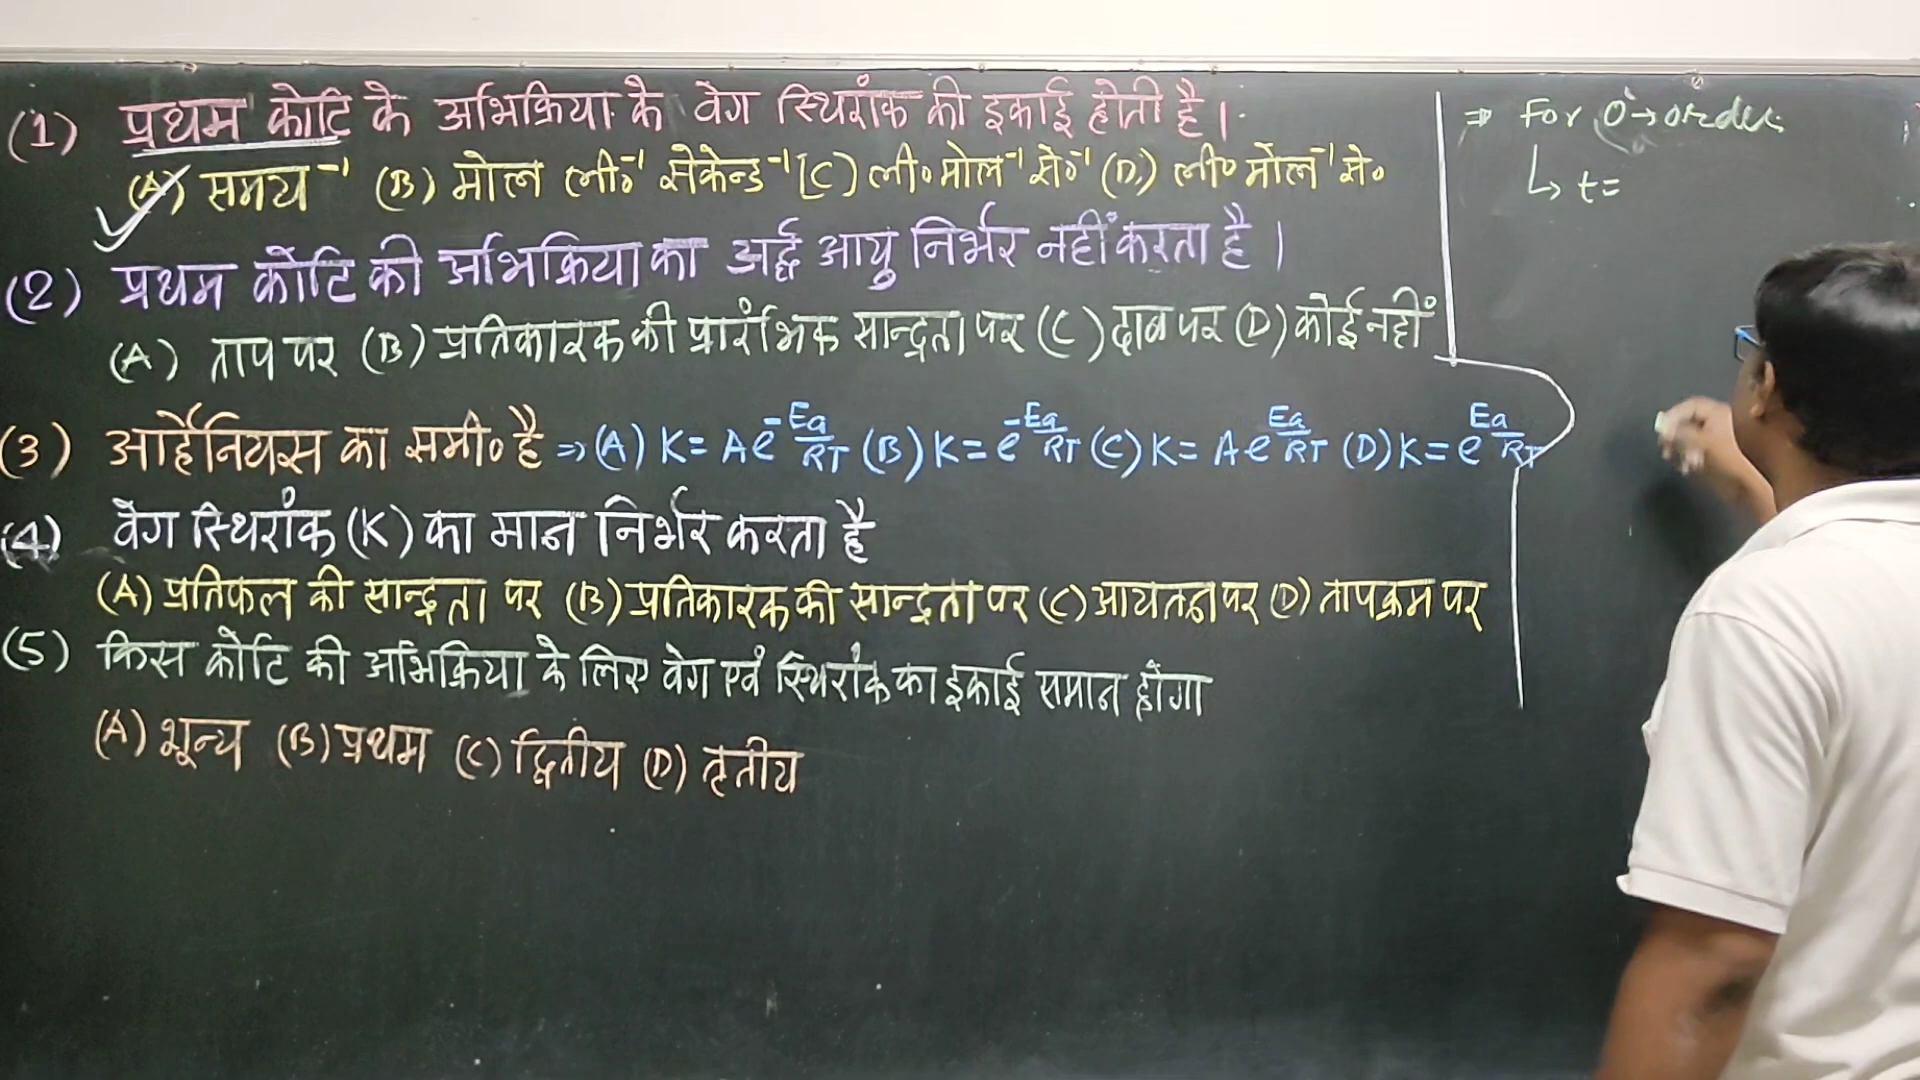 (1) प्रथम कोटि के अभिक्रिया के वेग स्थिरांक की इकाई होती है।
(A) समय⁻¹ (B) मोल ली०⁻¹ सेकेन्ड⁻¹ (C) ली० मोल⁻¹ से०⁻¹ (D) ली० मोल⁻¹ से०
(2) प्रथम कोटि की अभिक्रिया का अर्द्ध आयु निर्भर नहीं करता है।
(A) ताप पर (B) प्रतिकारक की प्रारंभिक सान्द्रता पर (C) दाब पर (D) कोई नहीं
(3) आर्हेनियस का समी० है ⇒ (A) K = Ae^-Ea/RT (B) K = e^-Ea/RT (C) K = Ae^Ea/RT (D) K = e^Ea/RT
(4) वेग स्थिरांक (K) का मान निर्भर करता है
(A) प्रतिफल की सान्द्रता पर (B) प्रतिकारक की सान्द्रता पर (C) आयतन पर (D) तापक्रम पर
(5) किस कोटि की अभिक्रिया के लिए वेग एवं स्थिरांक का इकाई समान होगा
(A) शून्य (B) प्रथम (C) द्वितीय (D) तृतीय
⇒ For 0 → order
↳ t =